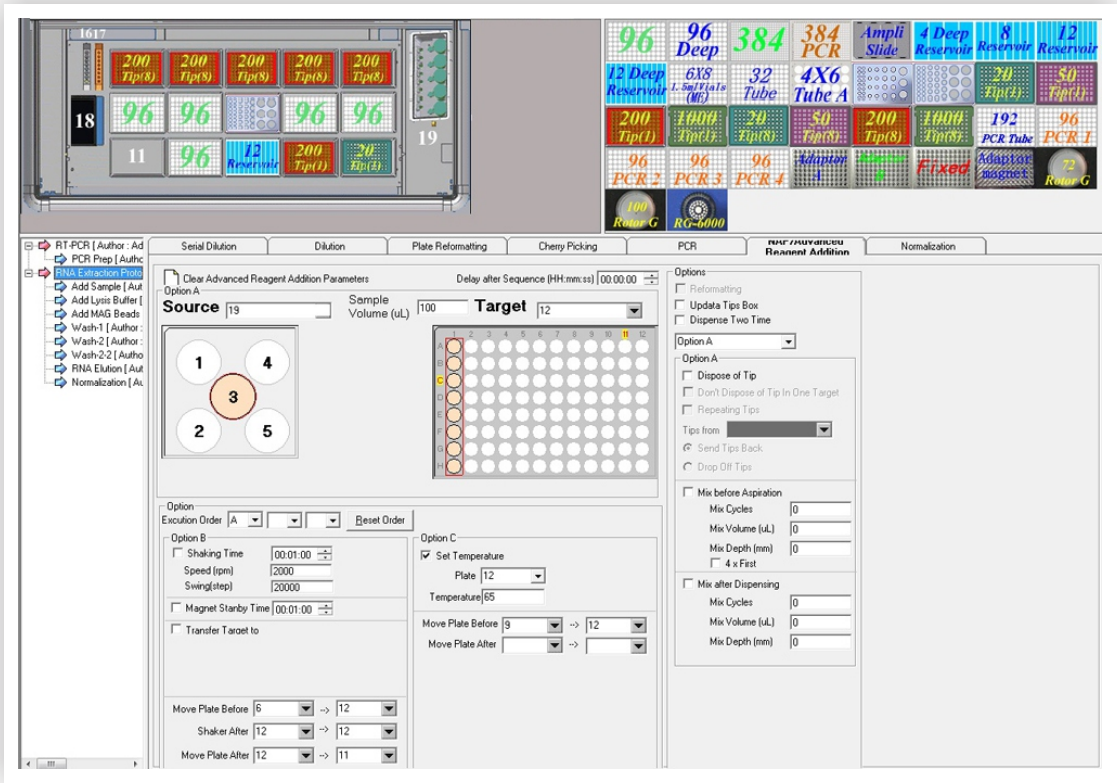 1617
200 Tip(8) 200 Tip(8) 200 Tip(8) 200 Tip(8) 200 Tip(8)
18 96 96 96 96 19
11 96 12 Reservoir 200 Tip(1) 20 Tip(1)
96 96 Deep 384 384 PCR Ampli Slide 4 Deep Reservoir 8 Reservoir 12 Reservoir
12 Deep Reservoir 6X8 1.5ml Vials (MF) 32 Tube 4X6 Tube A 20 Tip(1) 50 Tip(1)
200 Tip(1) 1000 Tip(1) 20 Tip(8) 50 Tip(8) 200 Tip(8) 1000 Tip(8) 192 PCR Tube 96 PCR 1
96 PCR 2 96 PCR 3 96 PCR 4 Adaptor A Fixed Adaptor magnet 72 Rotor G
100 Rotor G RG-6000
RT-PCR [ Author : Ad
PCR Prep [ Autho
RNA Extraction Proto
Add Sample [ Aut
Add Lysis Buffer [
Add MAG Beads
Wash-1 [ Author :
Wash-2 [ Author :
Wash-2-2 [ Autho
RNA Elution [ Aut
Normalization [ Au
Serial Dilution Dilution Plate Reformatting Cherry Picking PCR NAP/Advanced Reagent Addition Normalization
Clear Advanced Reagent Addition Parameters Delay after Sequence (HH:mm:ss) 00:00:00
Option A
Source 19 Sample Volume (uL) 100 Target 12
1 4
3
2 5
1 2 3 4 5 6 7 8 9 10 11 12
A
B
C
D
E
F
G
H
Option
Excution Order A Reset Order
Option B
Shaking Time 00:01:00
Speed (rpm) 2000
Swing(step) 20000
Magnet Stanby Time 00:01:00
Transfer Target to
Move Plate Before 6 --> 12
Shaker After 12 --> 12
Move Plate After 12 --> 11
Option C
Set Temperature
Plate 12
Temperature 65
Move Plate Before 9 --> 12
Move Plate After -->
Options
Reformatting
Updata Tips Box
Dispense Two Time
Option A
Option A
Dispose of Tip
Don't Dispose of Tip In One Target
Repeating Tips
Tips from
Send Tips Back
Drop Off Tips
Mix before Aspiration
Mix Cycles 0
Mix Volume (uL) 0
Mix Depth (mm) 0
4 x First
Mix after Dispensing
Mix Cycles 0
Mix Volume (uL) 0
Mix Depth (mm) 0